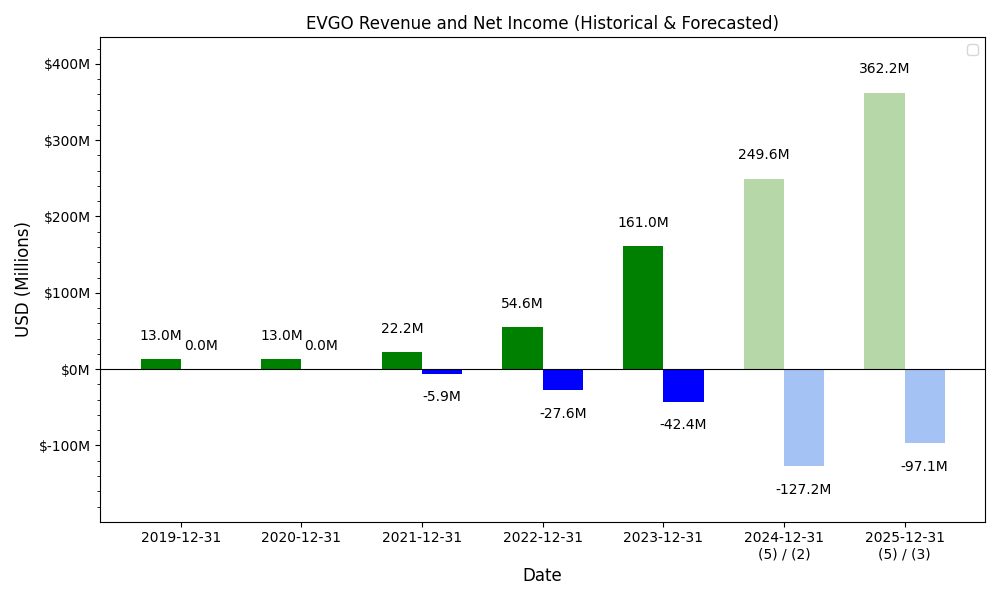 EVGO Revenue and Net Income (Historical & Forecasted)
USD (Millions)
$400M
$300M
$200M
$100M
$0M
$-100M
13.0M
0.0M
13.0M
0.0M
22.2M
-5.9M
54.6M
-27.6M
161.0M
-42.4M
249.6M
-127.2M
362.2M
-97.1M
2019-12-31
2020-12-31
2021-12-31
2022-12-31
2023-12-31
2024-12-31
(5) / (2)
2025-12-31
(5) / (3)
Date